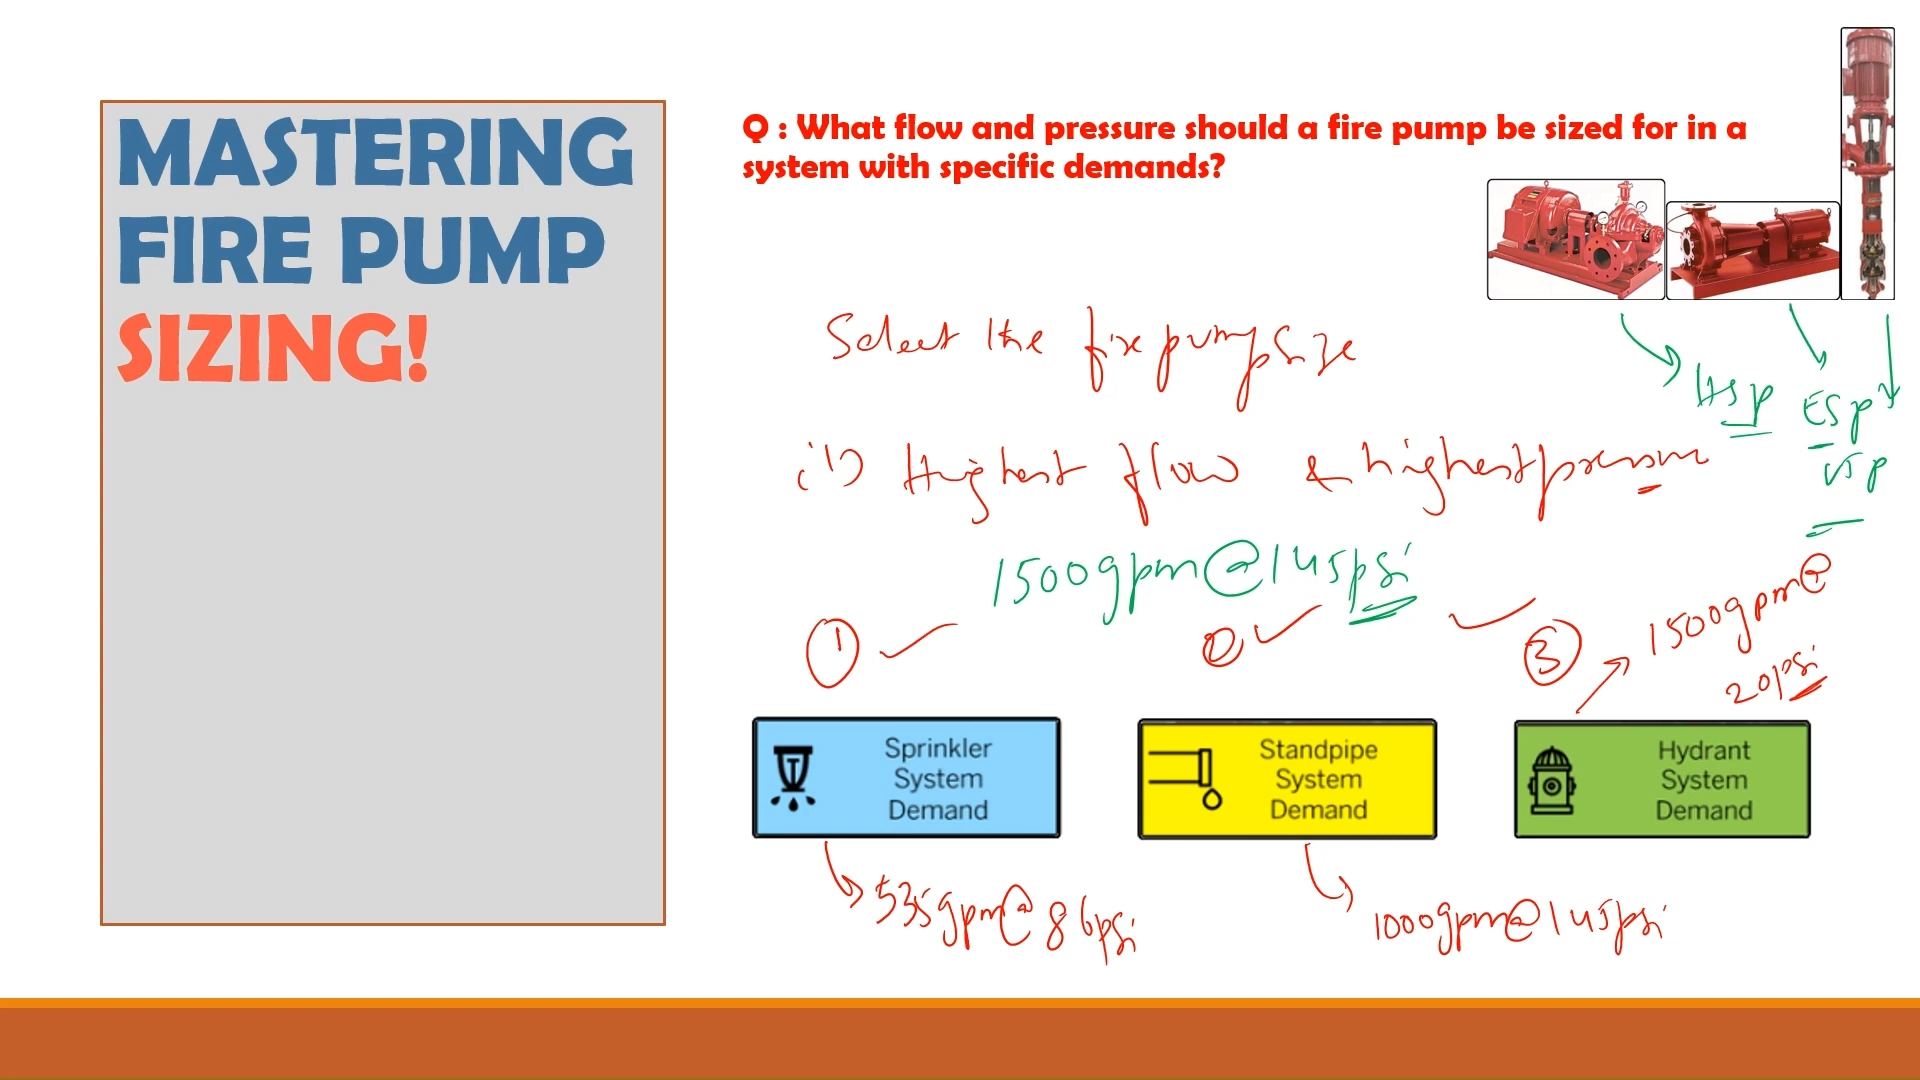 MASTERING
FIRE PUMP
SIZING!
Q : What flow and pressure should a fire pump be sized for in a
system with specific demands?
HSP
ESP
VSP
Select the fire pump size
i) Highest flow & highest pressure
1500gpm@145psi
1
2
3
1500gpm@
20psi
Sprinkler
System
Demand
Standpipe
System
Demand
Hydrant
System
Demand
535gpm@86psi
1000gpm@145psi